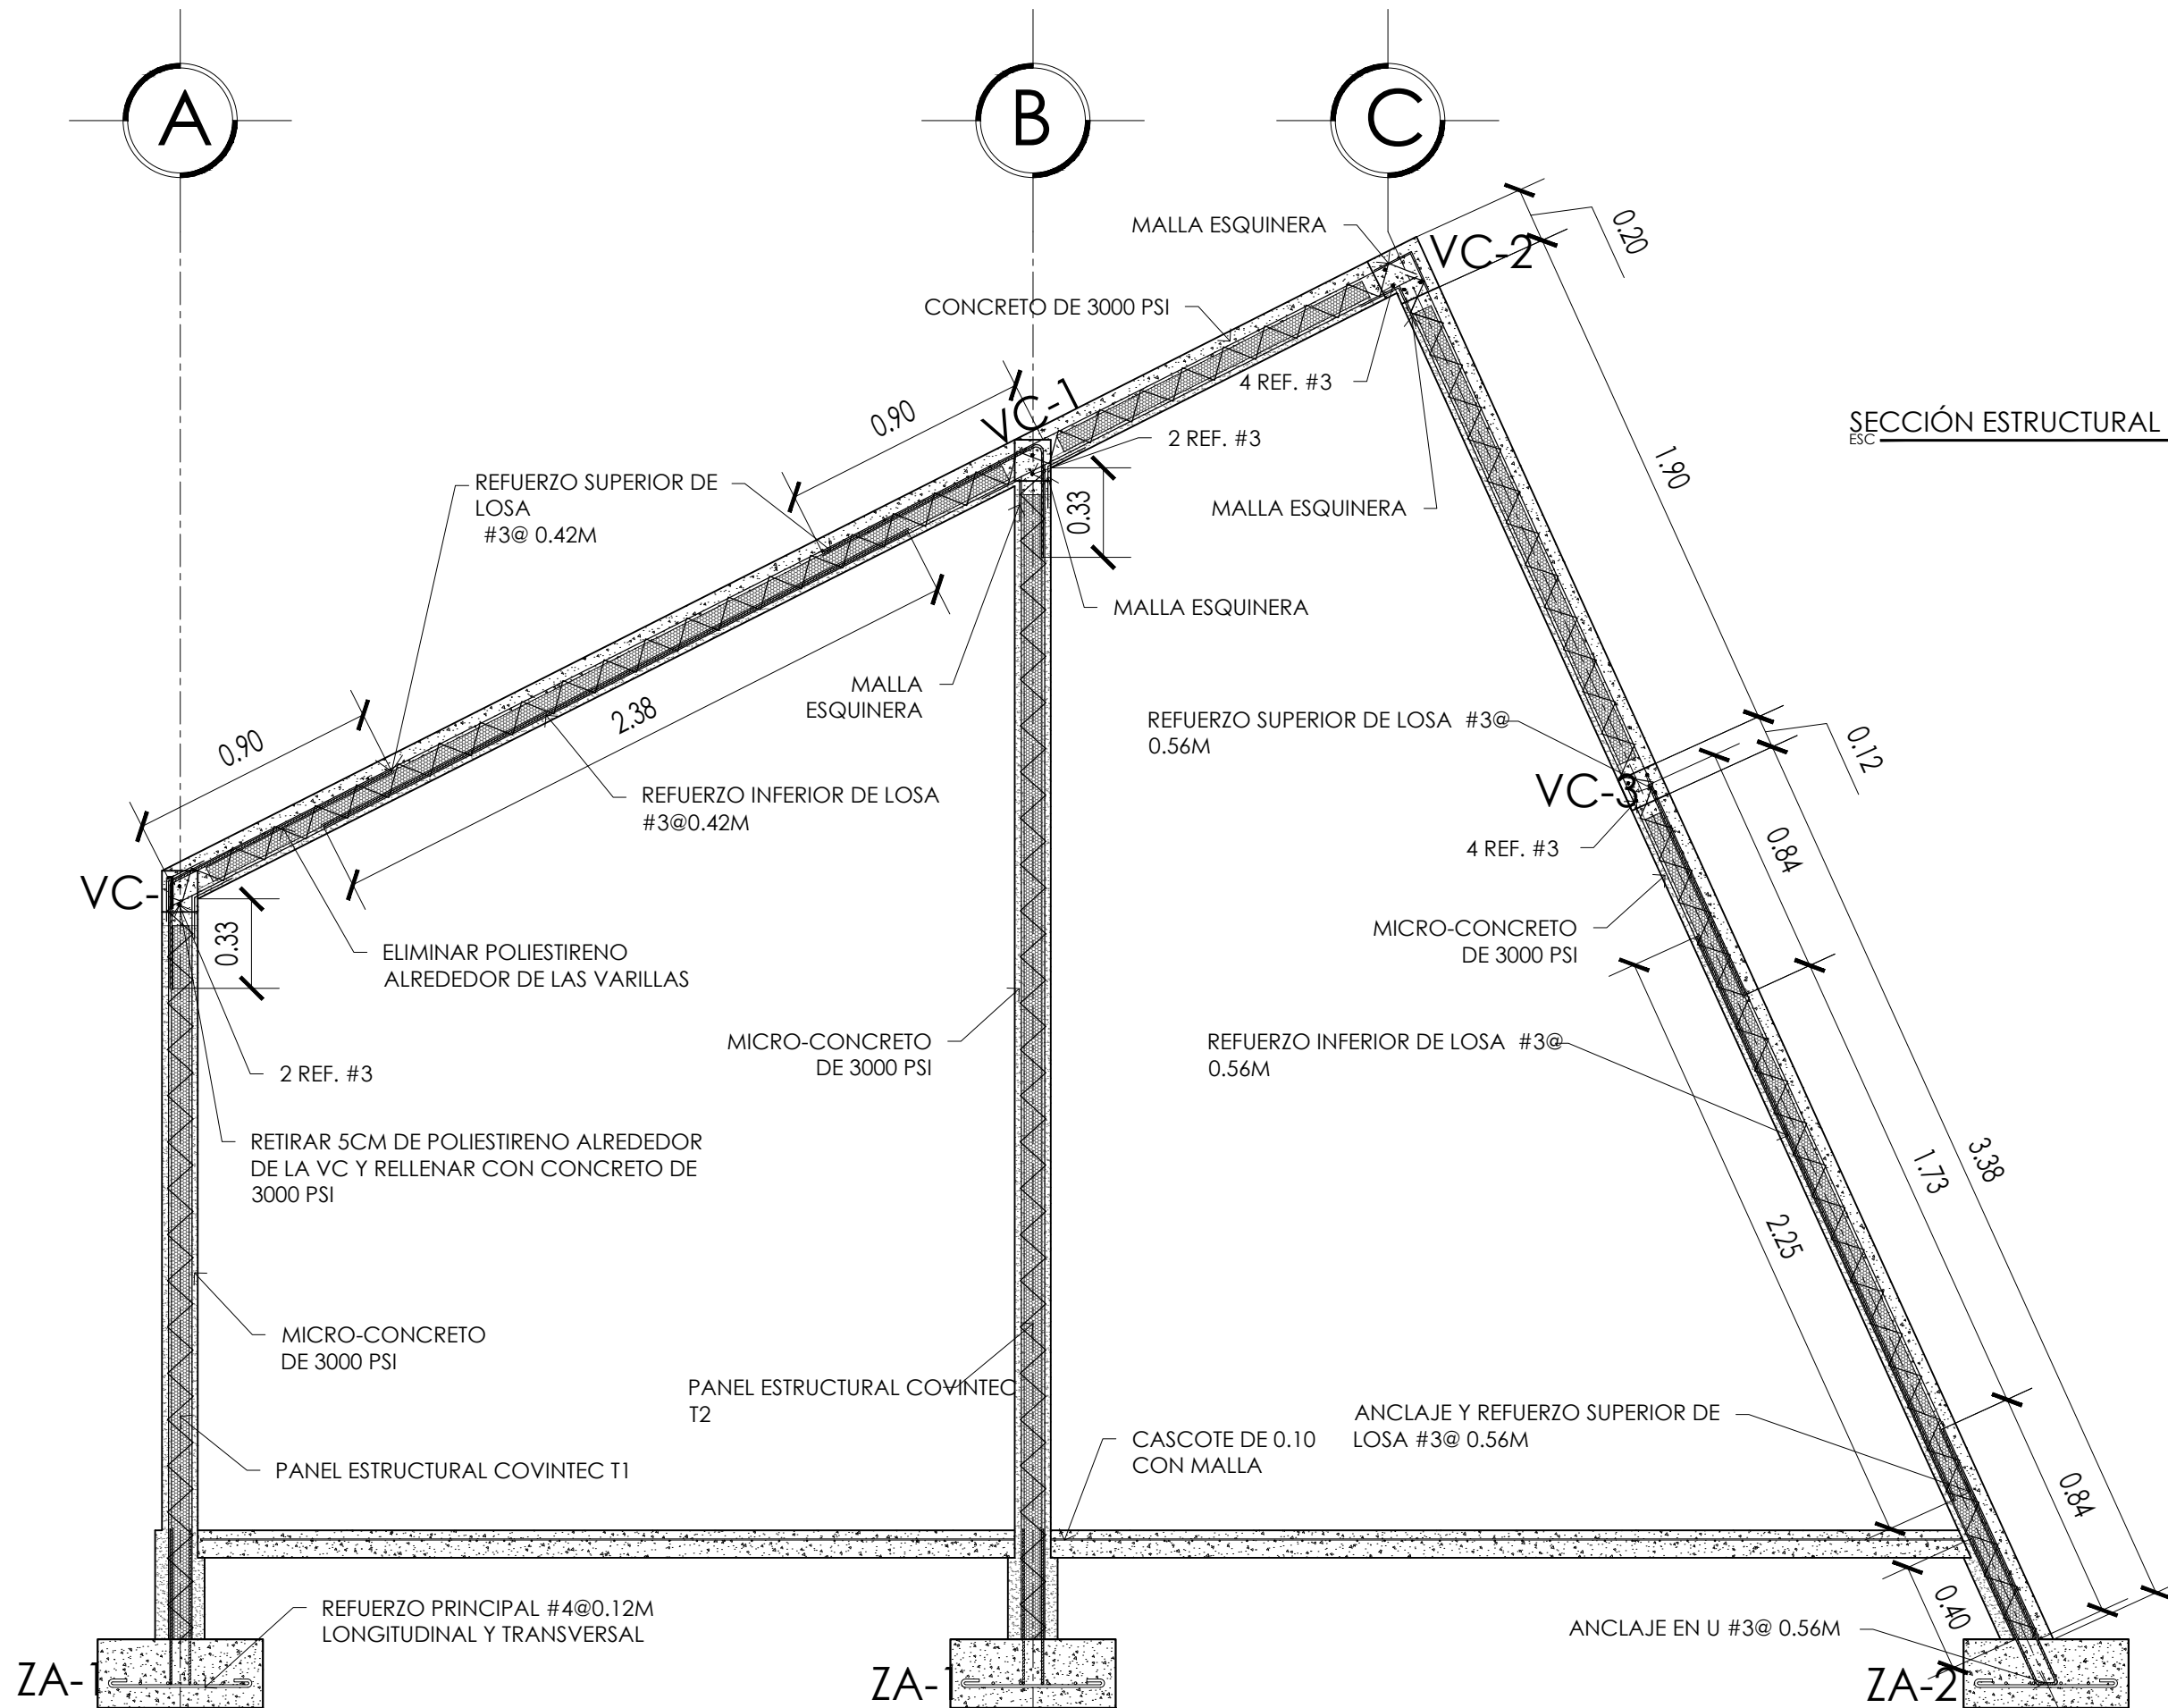 A
B
C
MALLA ESQUINERA
VC-2
0.20
CONCRETO DE 3000 PSI
4 REF. #3
0.90
VC-1
2 REF. #3
SECCIÓN ESTRUCTURAL
ESC
1.90
REFUERZO SUPERIOR DE
LOSA
#3@ 0.42M
0.33
MALLA ESQUINERA
MALLA ESQUINERA
MALLA
ESQUINERA
2.38
0.90
REFUERZO SUPERIOR DE LOSA #3@
0.56M
0.12
REFUERZO INFERIOR DE LOSA
#3@0.42M
VC-3
4 REF. #3
0.84
VC-
0.33
ELIMINAR POLIESTIRENO
ALREDEDOR DE LAS VARILLAS
MICRO-CONCRETO
DE 3000 PSI
MICRO-CONCRETO
DE 3000 PSI
REFUERZO INFERIOR DE LOSA #3@
0.56M
2 REF. #3
RETIRAR 5CM DE POLIESTIRENO ALREDEDOR
DE LA VC Y RELLENAR CON CONCRETO DE
3000 PSI
1.73
3.38
2.25
MICRO-CONCRETO
DE 3000 PSI
PANEL ESTRUCTURAL COVINTEC
T2
ANCLAJE Y REFUERZO SUPERIOR DE
LOSA #3@ 0.56M
CASCOTE DE 0.10
CON MALLA
PANEL ESTRUCTURAL COVINTEC T1
0.84
REFUERZO PRINCIPAL #4@0.12M
LONGITUDINAL Y TRANSVERSAL
0.40
ANCLAJE EN U #3@ 0.56M
ZA-1
ZA-1
ZA-2